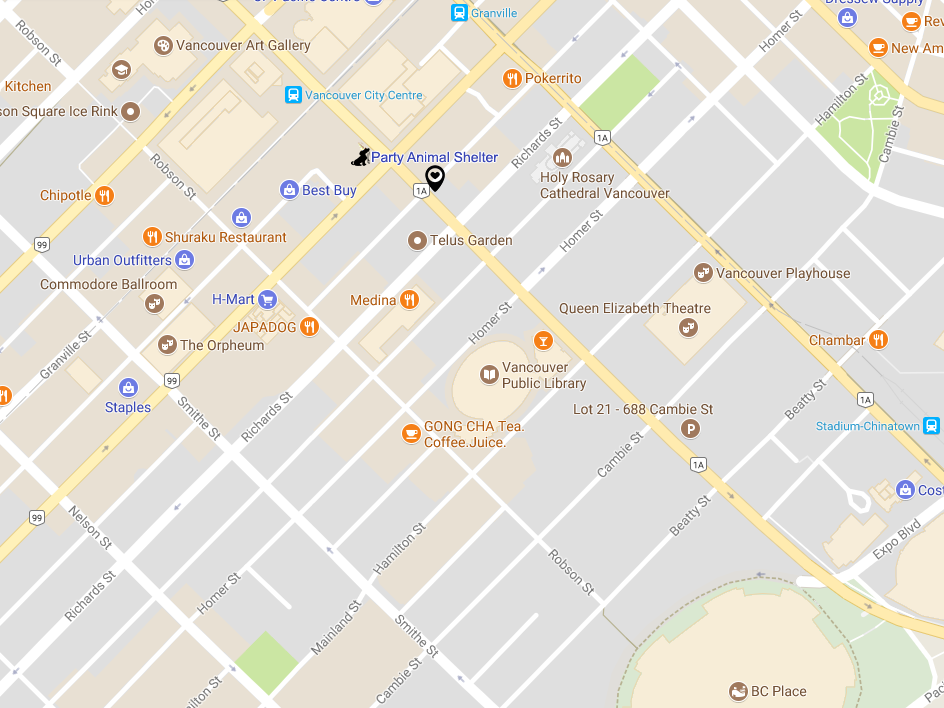 Granville
Dressew Supply
Robson St
Vancouver Art Gallery
Homer St
New Am
Pokerrito
Kitchen
Vancouver City Centre
Hamilton St
son Square Ice Rink
Cambie St
Richards St
1A
Party Animal Shelter
Robson St
Holy Rosary
Cathedral Vancouver
Best Buy
1A
Chipotle
Homer St
Shuraku Restaurant
Telus Garden
99
Urban Outfitters
Vancouver Playhouse
Commodore Ballroom
H-Mart
Medina
Queen Elizabeth Theatre
Homer St
JAPADOG
Chambar
The Orpheum
Granville St
Vancouver
Public Library
99
Staples
Beatty St
1A
Smithe St
Richards St
Lot 21 - 688 Cambie St
P
GONG CHA Tea.
Coffee.Juice.
Stadium-Chinatown
Cambie St
1A
Cost
99
Nelson St
Beatty St
Hamilton St
Expo Blvd
Robson St
Richards St
Homer St
Mainland St
Smithe St
Cambie St
BC Place